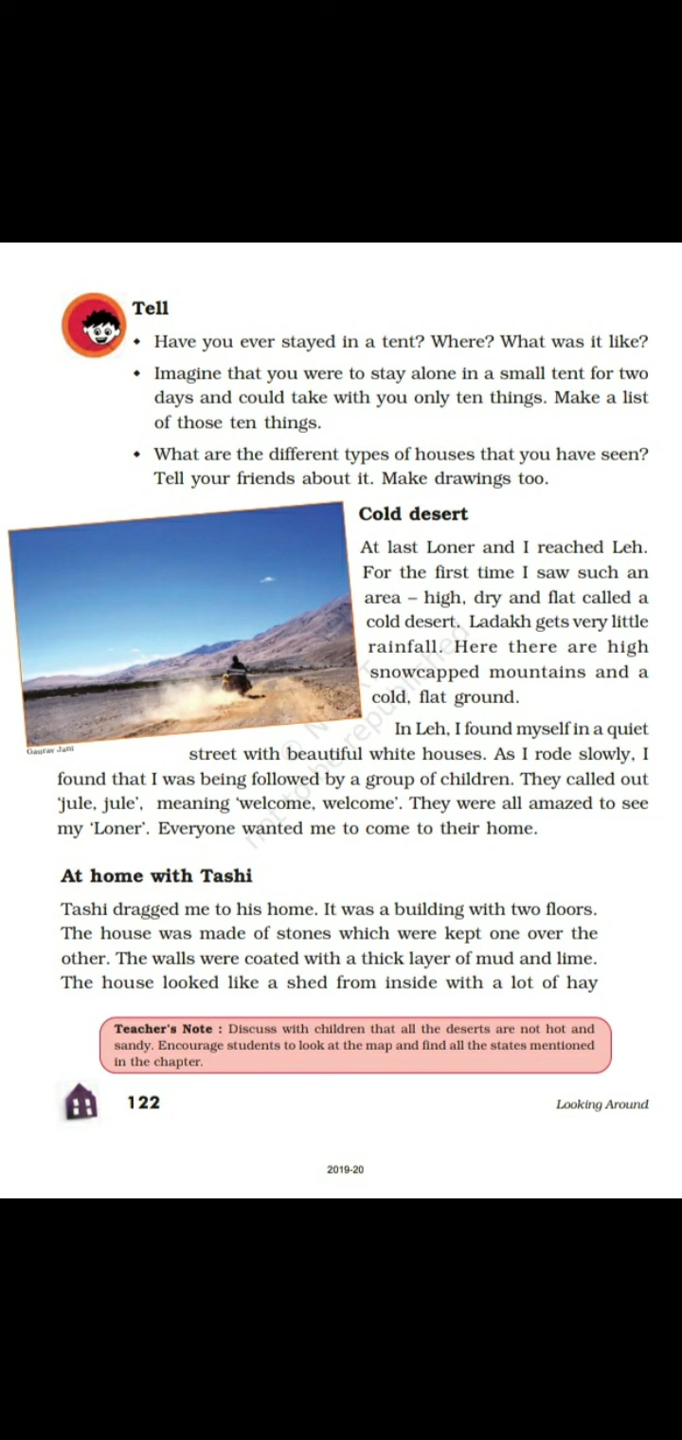 Tell
• Have you ever stayed in a tent? Where? What was it like?
• Imagine that you were to stay alone in a small tent for two
days and could take with you only ten things. Make a list
of those ten things.
• What are the different types of houses that you have seen?
Tell your friends about it. Make drawings too.
Cold desert
At last Loner and I reached Leh.
For the first time I saw such an
area – high, dry and flat called a
cold desert. Ladakh gets very little
rainfall. Here there are high
snowcapped mountains and a
cold, flat ground.
Gaurav Jani
In Leh, I found myself in a quiet
street with beautiful white houses. As I rode slowly, I
found that I was being followed by a group of children. They called out
‘jule, jule’, meaning ‘welcome, welcome’. They were all amazed to see
my ‘Loner’. Everyone wanted me to come to their home.
© NCERT
not to be republished
At home with Tashi
Tashi dragged me to his home. It was a building with two floors.
The house was made of stones which were kept one over the
other. The walls were coated with a thick layer of mud and lime.
The house looked like a shed from inside with a lot of hay
Teacher's Note : Discuss with children that all the deserts are not hot and
sandy. Encourage students to look at the map and find all the states mentioned
in the chapter.
122
Looking Around
2019-20